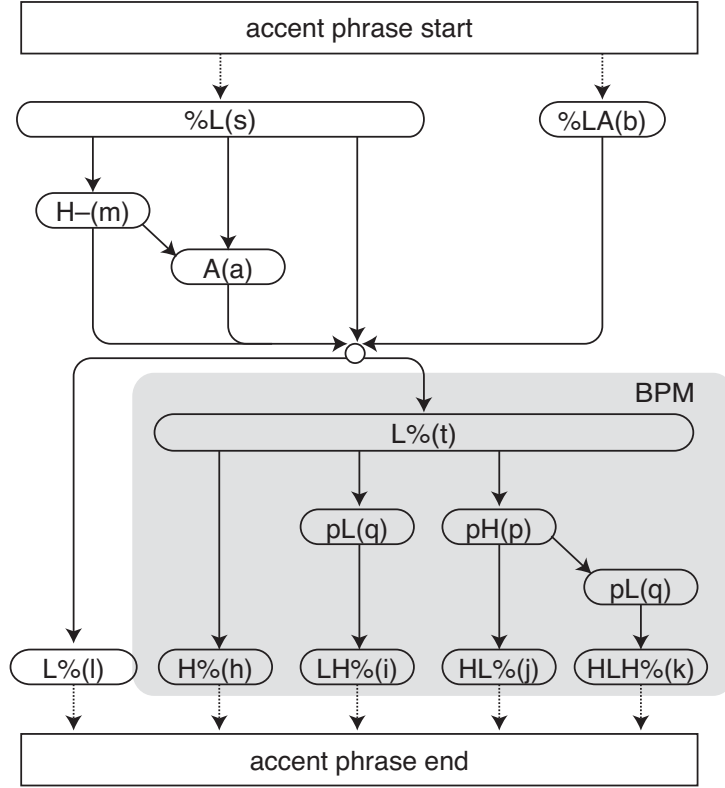 accent phrase start
%L(s)
%LA(b)
H–(m)
A(a)
BPM
L%(t)
pL(q)
pH(p)
pL(q)
L%(l)
H%(h)
LH%(i)
HL%(j)
HLH%(k)
accent phrase end